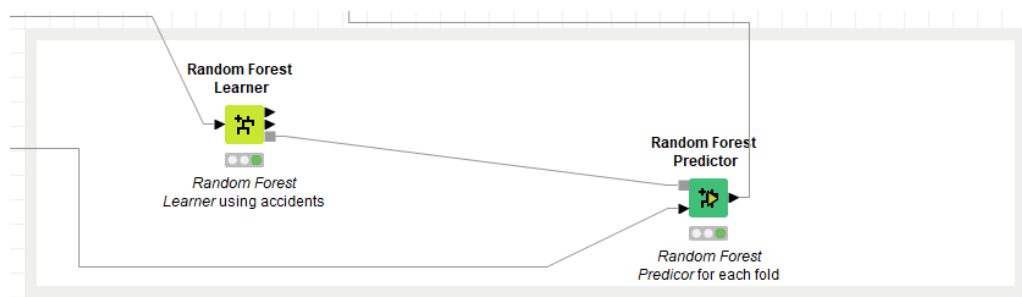 Random Forest
Learner
Random Forest
Learner using accidents
Random Forest
Predictor
Random Forest
Predicor for each fold